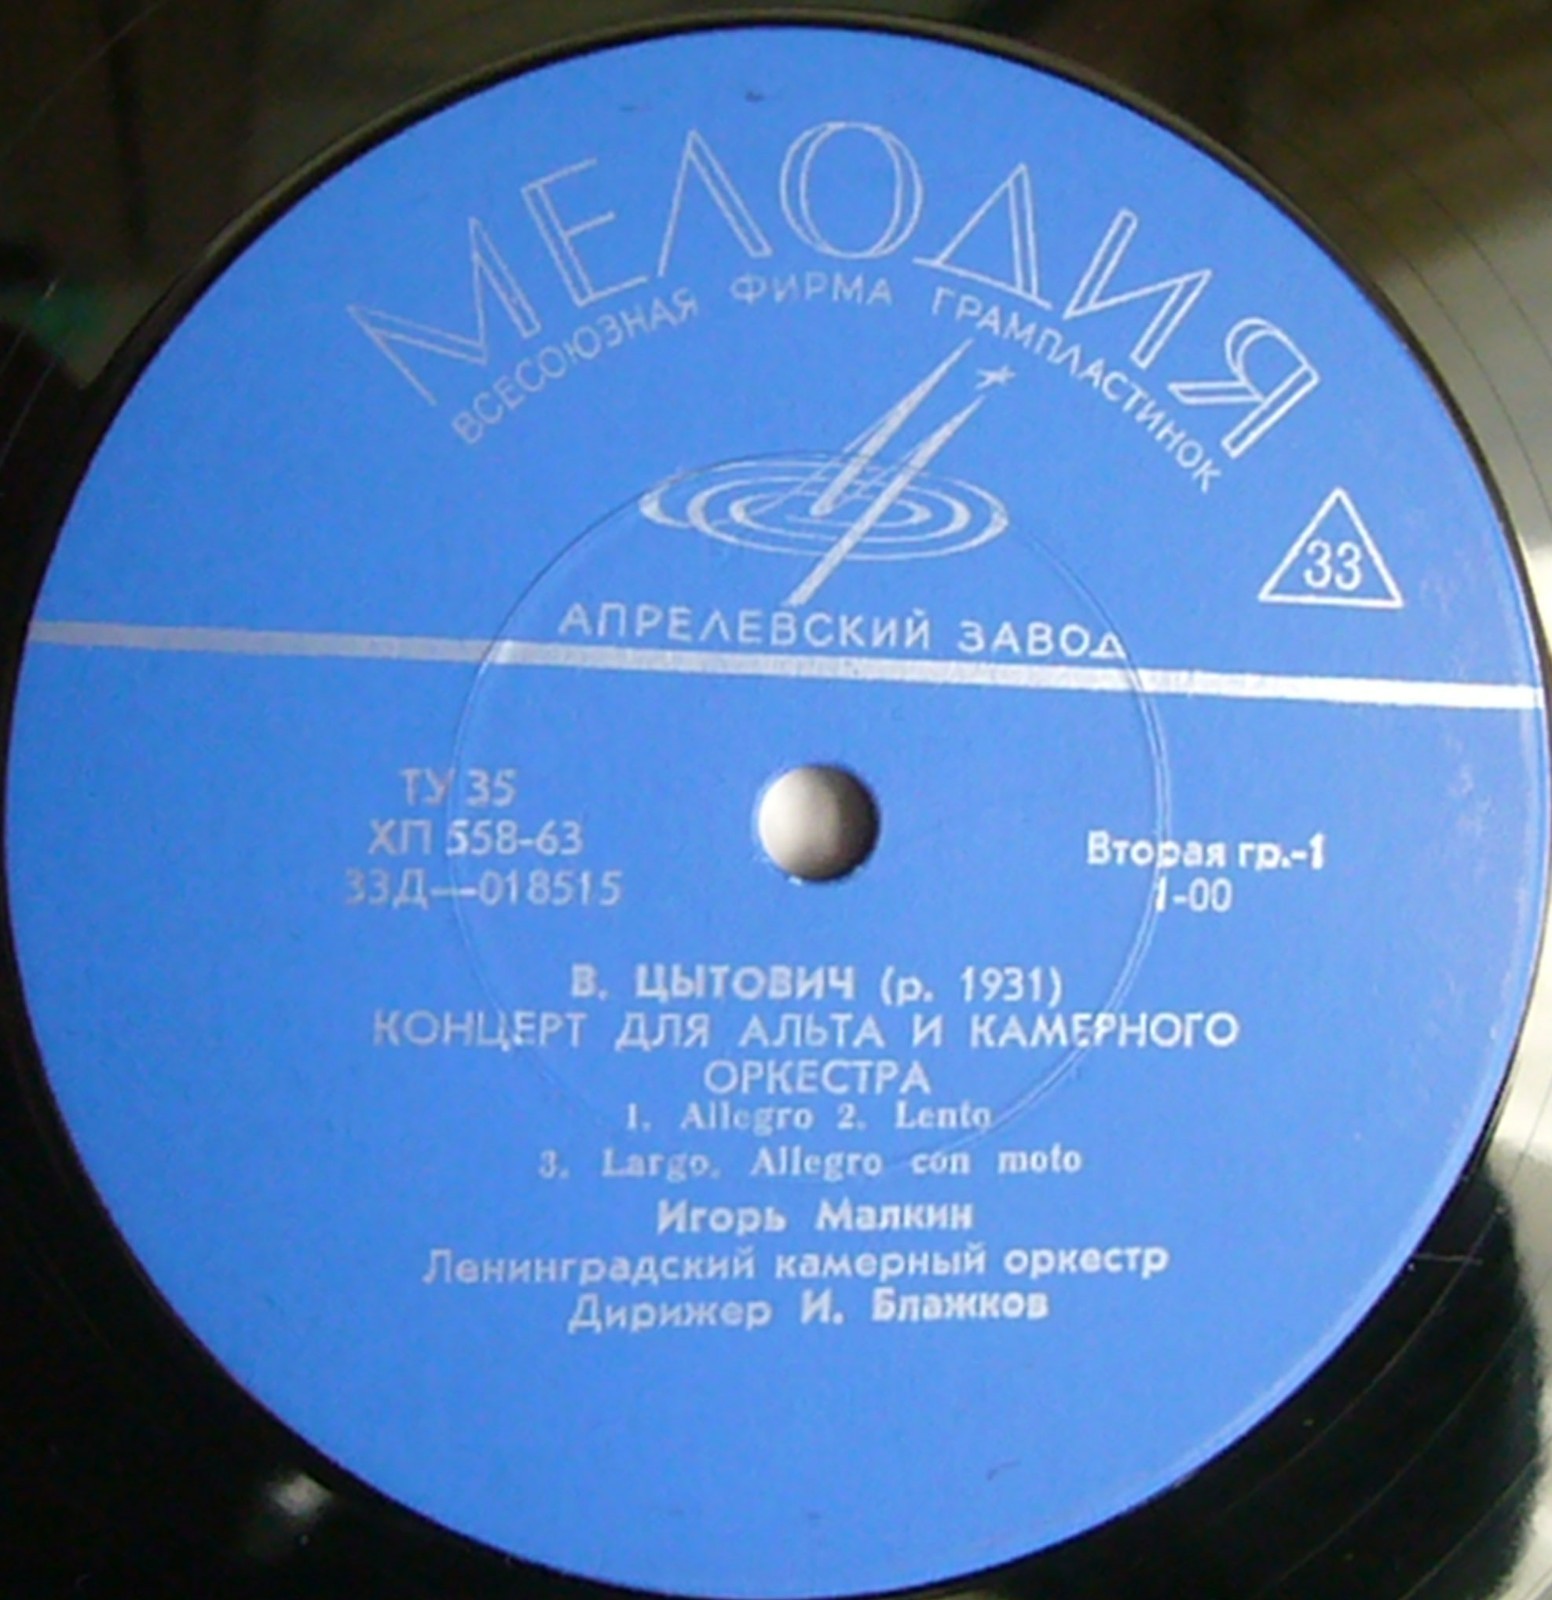 МЕЛОДИЯ
ВСЕСОЮЗНАЯ ФИРМА ГРАМПЛАСТИНОК
33
АПРЕЛЕВСКИЙ ЗАВОД
ТУ 35
ХП 558-63
33Д—018515
Вторая гр.-1
1-00
В. ЦЫТОВИЧ (р. 1931)
КОНЦЕРТ ДЛЯ АЛЬТА И КАМЕРНОГО
ОРКЕСТРА
1. Allegro 2. Lento
3. Largo. Allegro con moto
Игорь Малкин
Ленинградский камерный оркестр
Дирижер И. Блажков